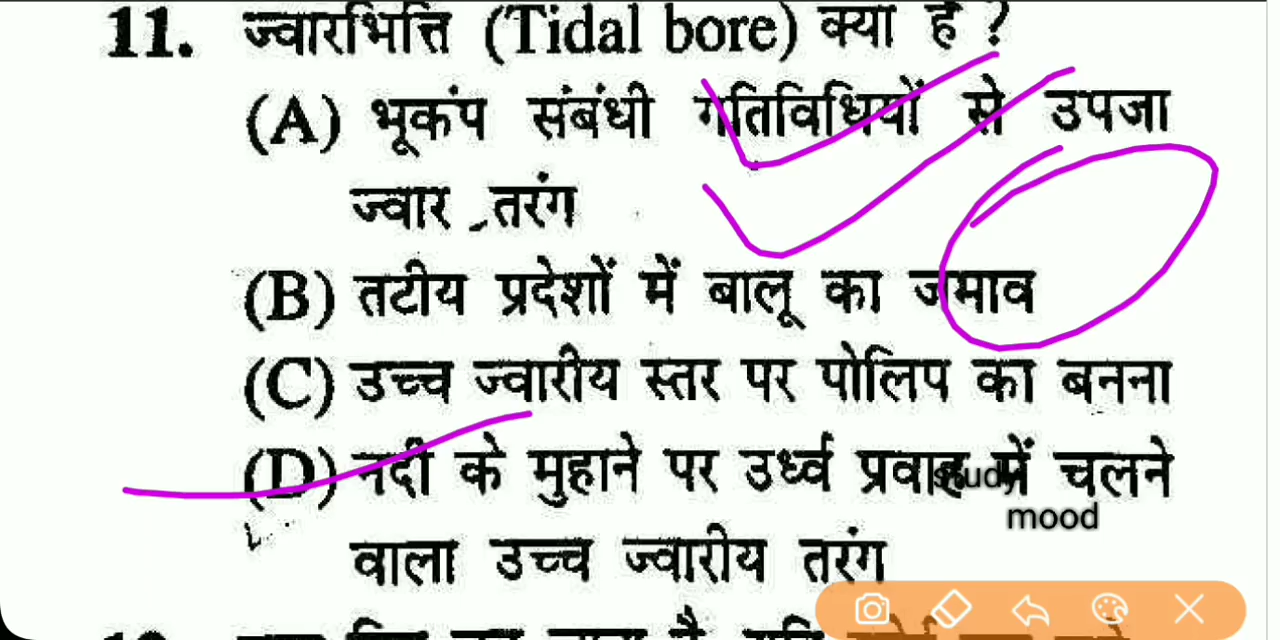 11. ज्वारभित्ति (Tidal bore) क्या है ?
(A) भूकंप संबंधी गतिविधियों से उपजा
ज्वार तरंग
(B) तटीय प्रदेशों में बालू का जमाव
(C) उच्च ज्वारीय स्तर पर पोलिप का बनना
(D) नदी के मुहाने पर उर्ध्व प्रवाह में चलने
study
mood
वाला उच्च ज्वारीय तरंग